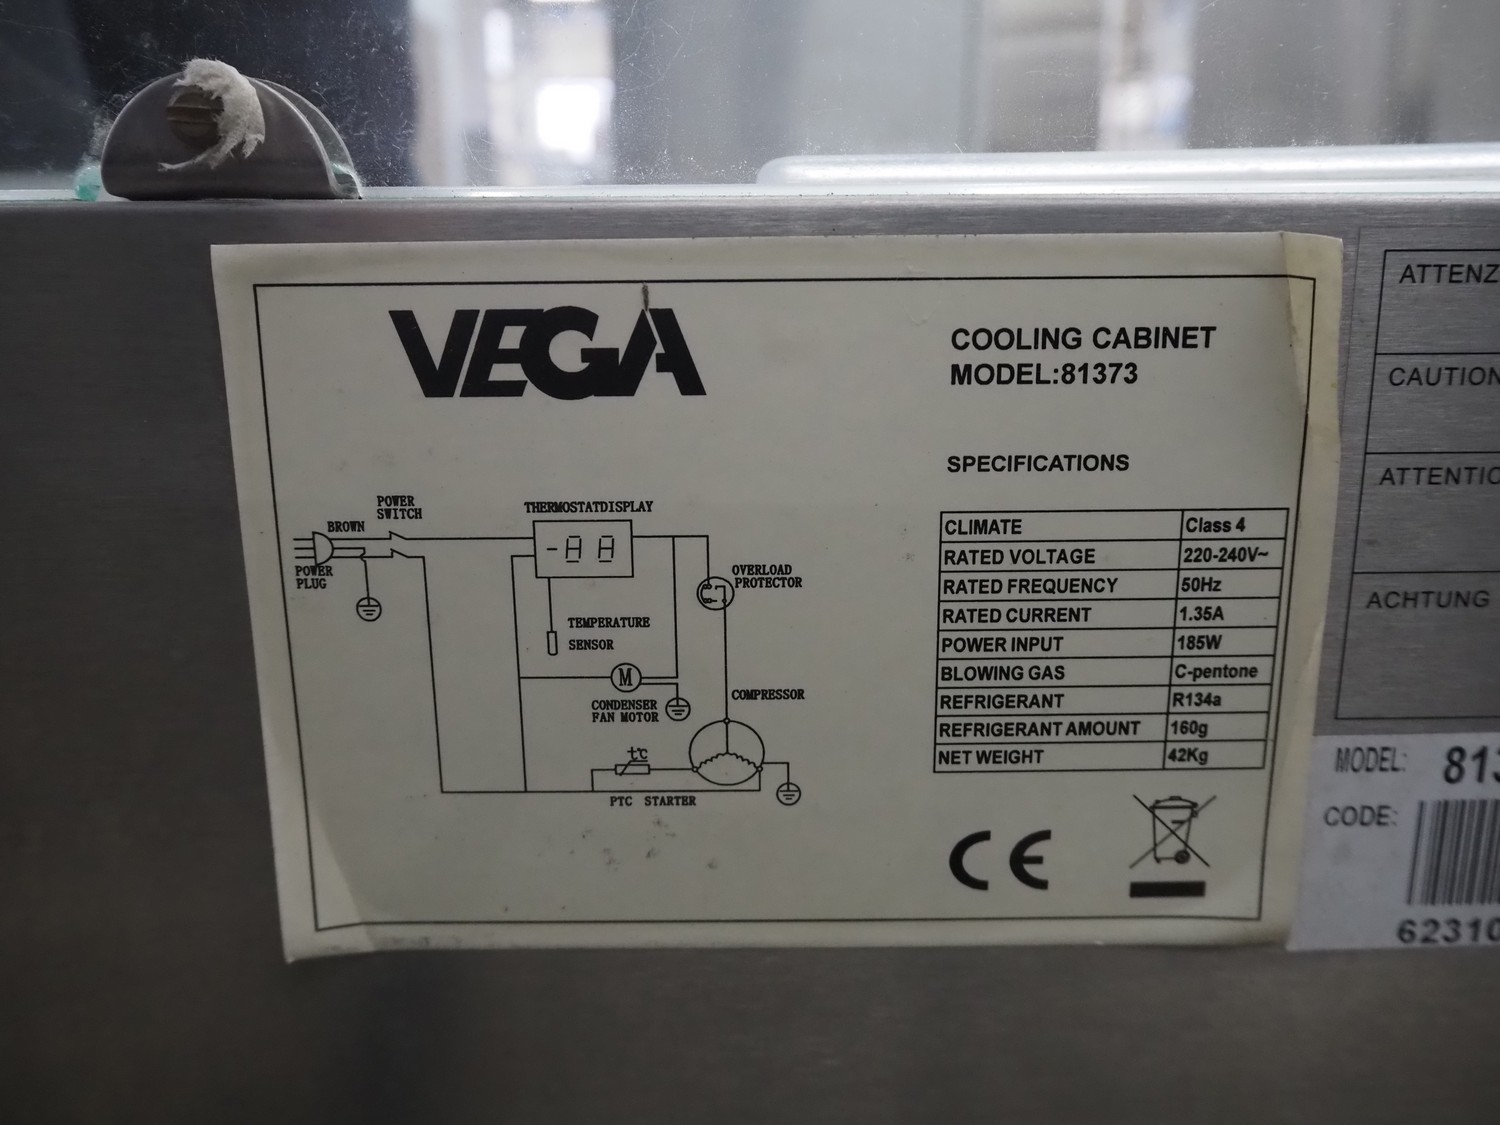 VEGA
COOLING CABINET
MODEL:81373
SPECIFICATIONS
CLIMATE Class 4
RATED VOLTAGE 220-240V~
RATED FREQUENCY 50Hz
RATED CURRENT 1.35A
POWER INPUT 185W
BLOWING GAS C-pentone
REFRIGERANT R134a
REFRIGERANT AMOUNT 160g
NET WEIGHT 42Kg
CE
POWER
SWITCH
BROWN
POWER
PLUG
THERMOSTATDISPLAY
-AA
OVERLOAD
PROTECTOR
TEMPERATURE
SENSOR
M
CONDENSER
FAN MOTOR
COMPRESSOR
t℃
PTC STARTER
ATTENZ
CAUTION
ATTENTIO
ACHTUNG
MODEL: 813
CODE:
62310